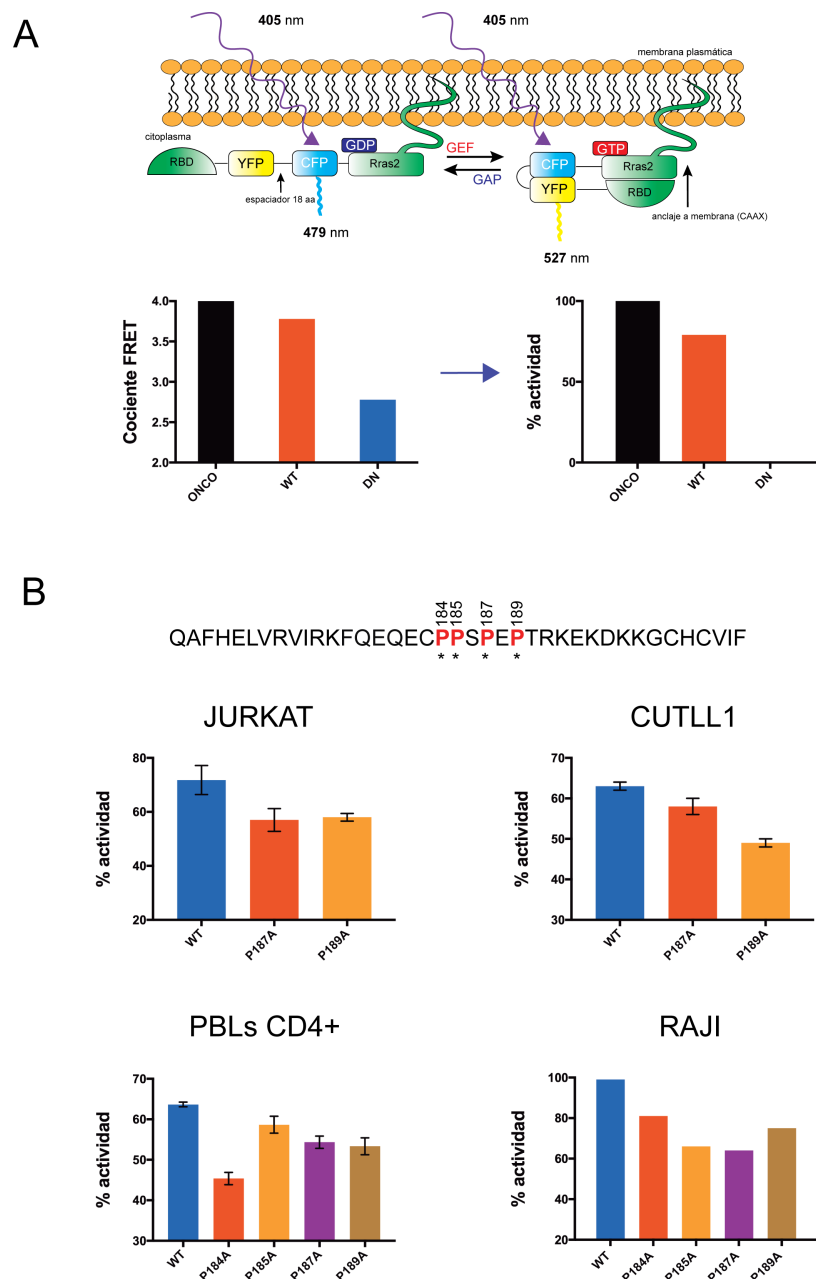 A
405 nm
405 nm
membrana plasmática
citoplasma
RBD
YFP
CFP
GDP
Rras2
GEF
GAP
CFP
YFP
GTP
Rras2
RBD
espaciador 18 aa
anclaje a membrana (CAAX)
479 nm
527 nm
Cociente FRET
4.0
3.5
3.0
2.5
2.0
ONCO
WT
DN
% actividad
100
50
0
ONCO
WT
DN
B
184
185
187
189
QAFHELVRVIRKFQEQECPPSPEPTRKEKDKKGCHCVIF
* * * *
JURKAT
% actividad
80
60
40
20
WT
P187A
P189A
CUTLL1
% actividad
70
60
50
40
30
WT
P187A
P189A
PBLs CD4+
% actividad
70
60
50
40
30
WT
P184A
P185A
P187A
P189A
RAJI
% actividad
100
80
60
40
20
WT
P184A
P185A
P187A
P189A